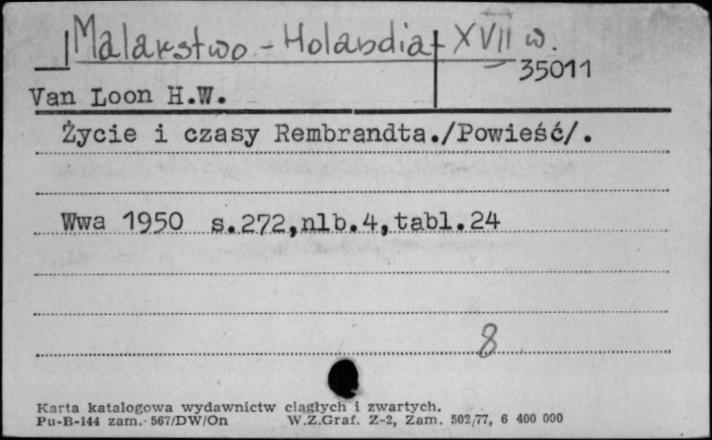 Malarstwo - Holandia XVII w.
35011
Van Loon H.W.
Życie i czasy Rembrandta./Powieść/.
Wwa 1950 s.272,nlb.4,tabl.24
8
Karta katalogowa wydawnictw ciągłych i zwartych.
Pu-B-144 zam. 567/DW/On W.Z.Graf. Z-2, Zam. 502/77, 6 400 000